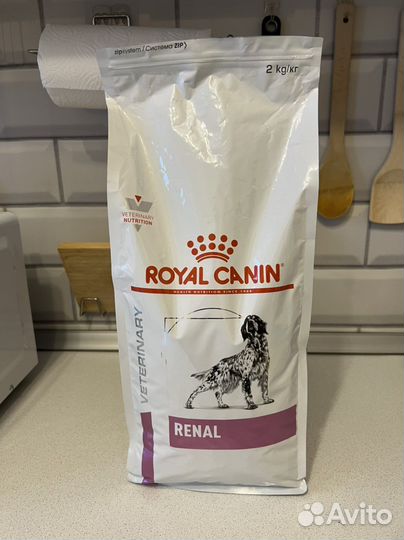 zipsystem / Система ZIP
2 kg/кг
VETERINARY
NUTRITION
ROYAL CANIN
HEALTH NUTRITION SINCE 1968
VETERINARY
RENAL
Avito